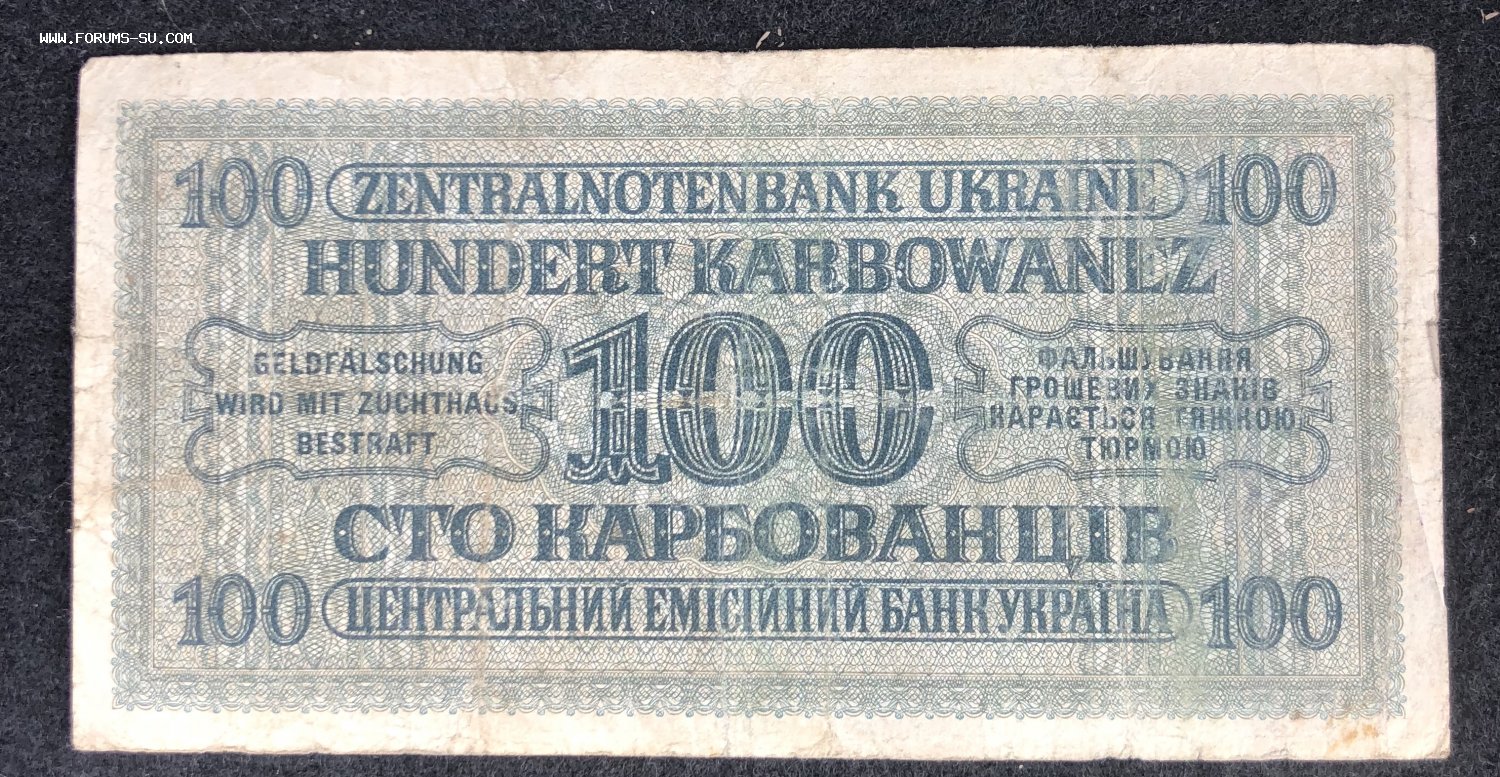 WWW.FORUMS-SU.COM
100 ZENTRALNOTENBANK UKRAINE 100
HUNDERT KARBOWANEZ
GELDFÄLSCHUNG
WIRD MIT ZUCHTHAUS
BESTRAFT
100
ФАЛЬШУВАННЯ
ГРОШЕВИХ ЗНАКІВ
КАРАЄТЬСЯ ТЯЖКОЮ
ТЮРМОЮ
СТО КАРБОВАНЦІВ
100 ЦЕНТРАЛЬНИЙ ЕМІСІЙНИЙ БАНК УКРАЇНА 100